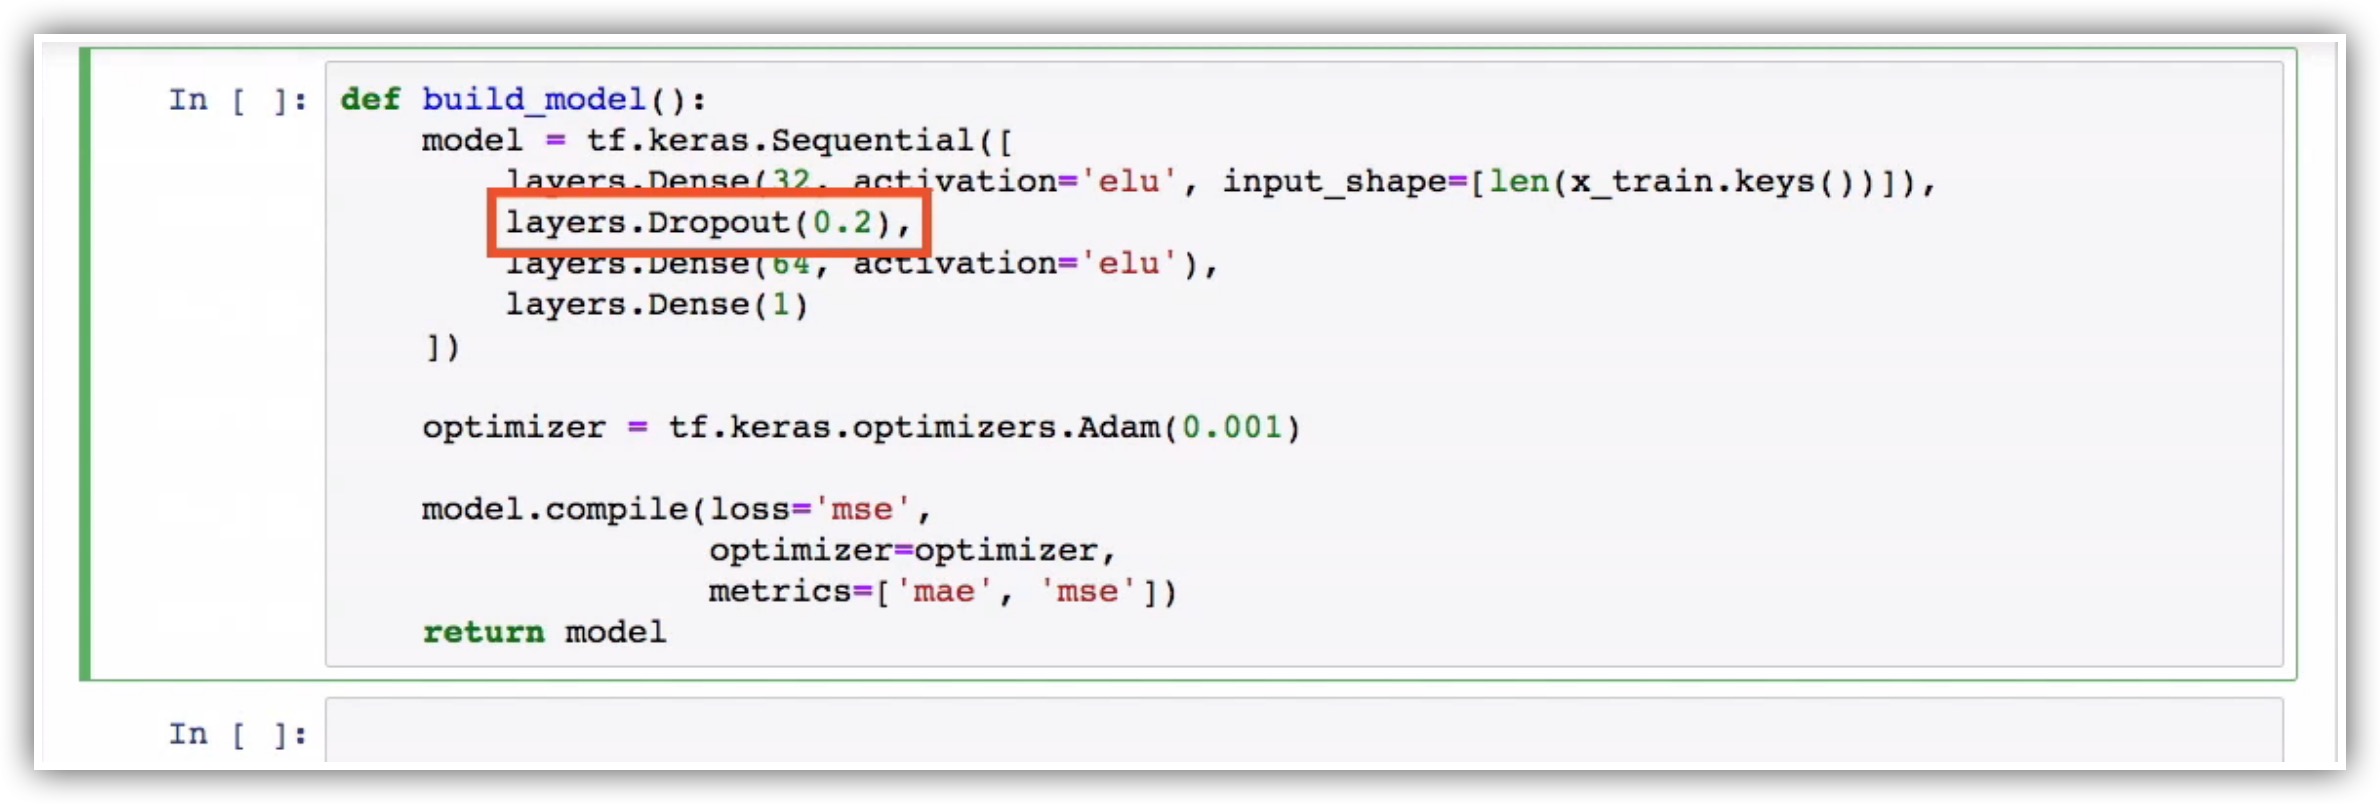 In [ ]: def build_model():
    model = tf.keras.Sequential([
        layers.Dense(32, activation='elu', input_shape=[len(x_train.keys())]),
        layers.Dropout(0.2),
        layers.Dense(64, activation='elu'),
        layers.Dense(1)
    ])
    optimizer = tf.keras.optimizers.Adam(0.001)
    model.compile(loss='mse',
                  optimizer=optimizer,
                  metrics=['mae', 'mse'])
    return model
In [ ]: